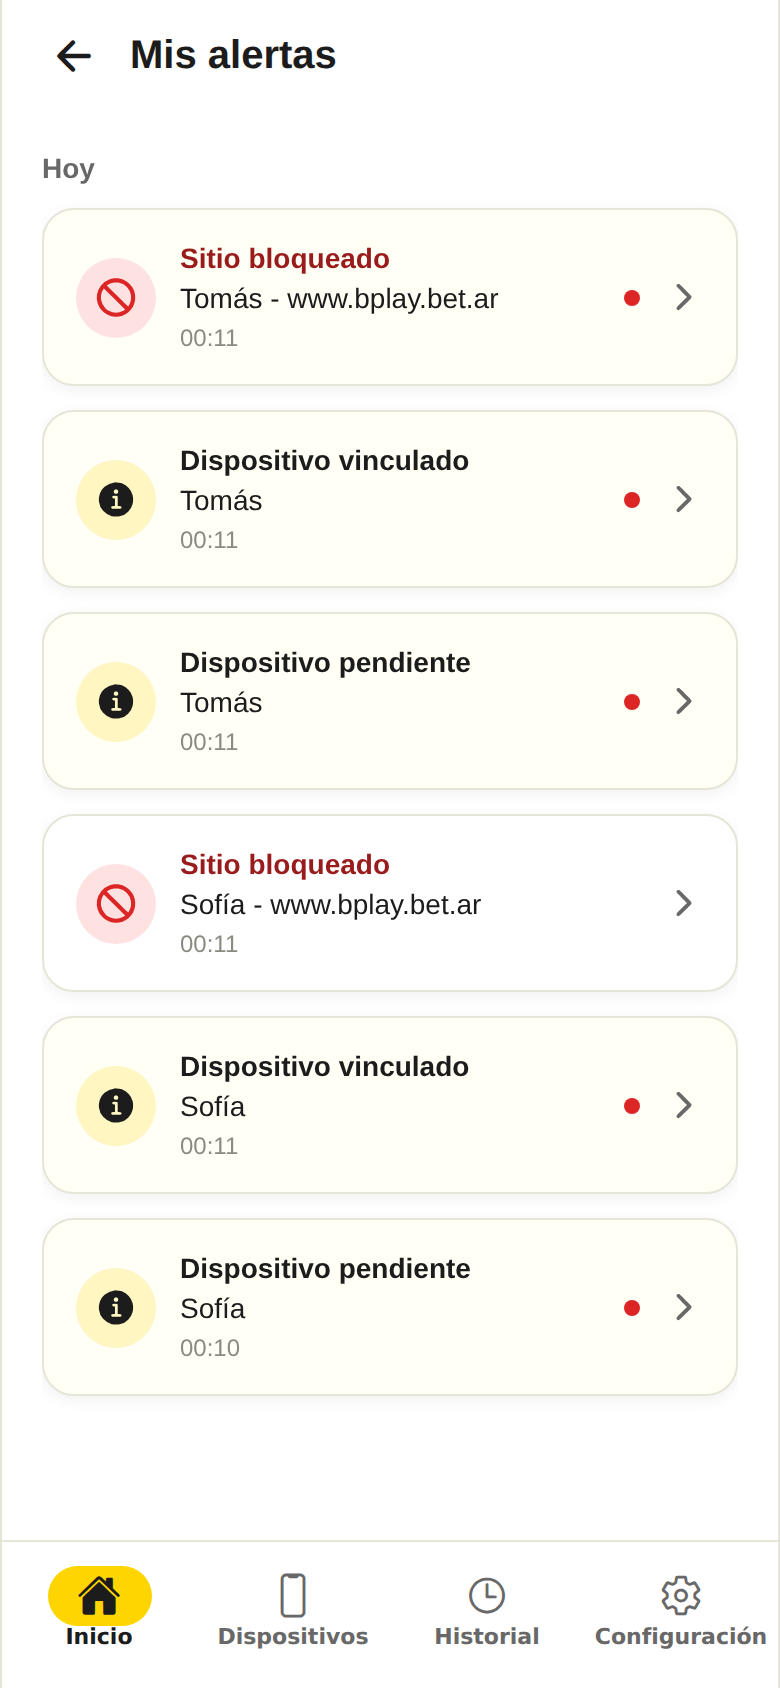 Mis alertas
Hoy
Sitio bloqueado
Tomás - www.bplay.bet.ar
00:11
Dispositivo vinculado
Tomás
00:11
Dispositivo pendiente
Tomás
00:11
Sitio bloqueado
Sofía - www.bplay.bet.ar
00:11
Dispositivo vinculado
Sofía
00:11
Dispositivo pendiente
Sofía
00:10
Inicio
Dispositivos
Historial
Configuración